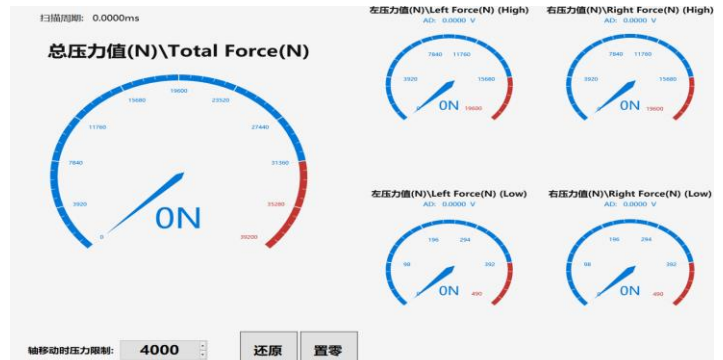 扫描周期: 0.0000ms
总压力值(N)\Total Force(N)
3920
7840
11760
15680
19600
23520
27440
31360
35280
39200
0
0N
轴移动时压力限制: 4000
还原 置零
左压力值(N)\Left Force(N) (High)
AD: 0.0000 V
3920
7840 11760
15680
19600
0
0N
右压力值(N)\Right Force(N) (High)
AD: 0.0000 V
3920
7840 11760
15680
19600
0
0N
左压力值(N)\Left Force(N) (Low)
AD: 0.0000 V
98
196 294
392
490
0
0N
右压力值(N)\Right Force(N) (Low)
AD: 0.0000 V
98
196 294
392
490
0
0N